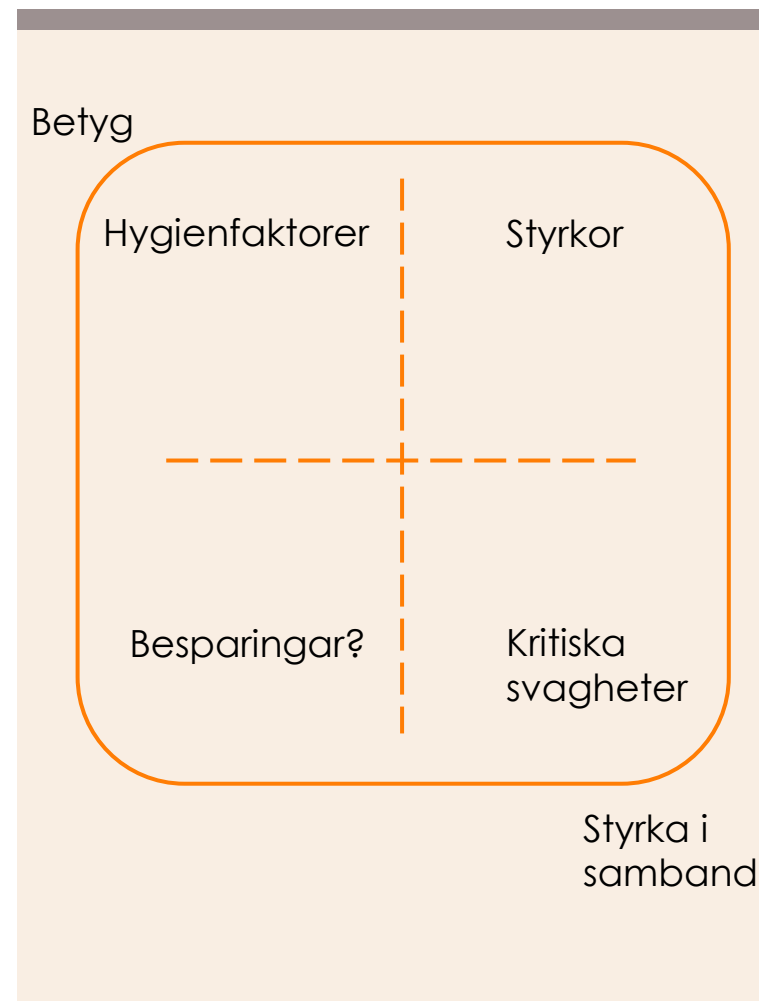 Betyg
Hygienfaktorer
Styrkor
Besparingar?
Kritiska
svagheter
Styrka i
samband